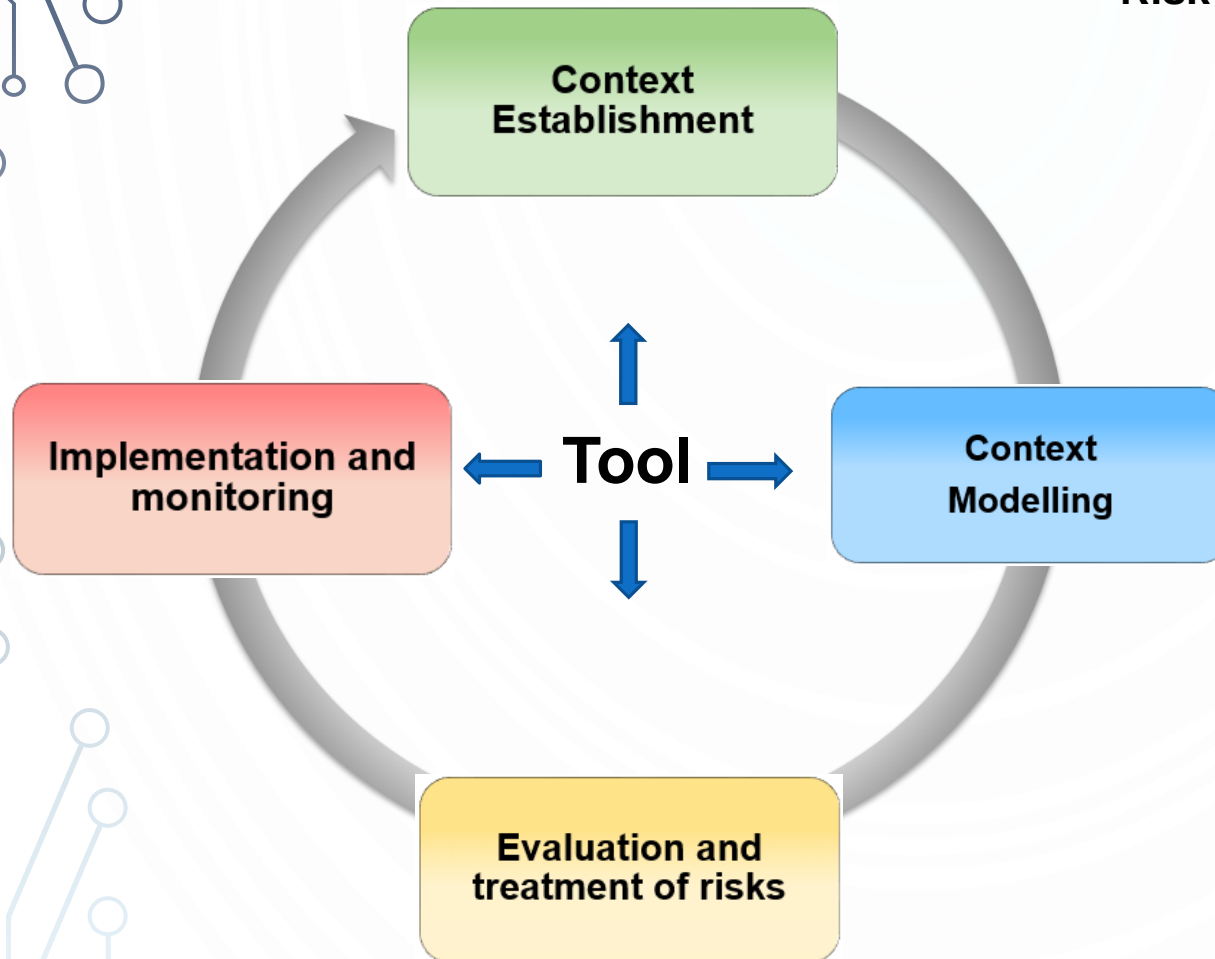 Context
Establishment
Implementation and
monitoring
Tool
Context
Modelling
Evaluation and
treatment of risks